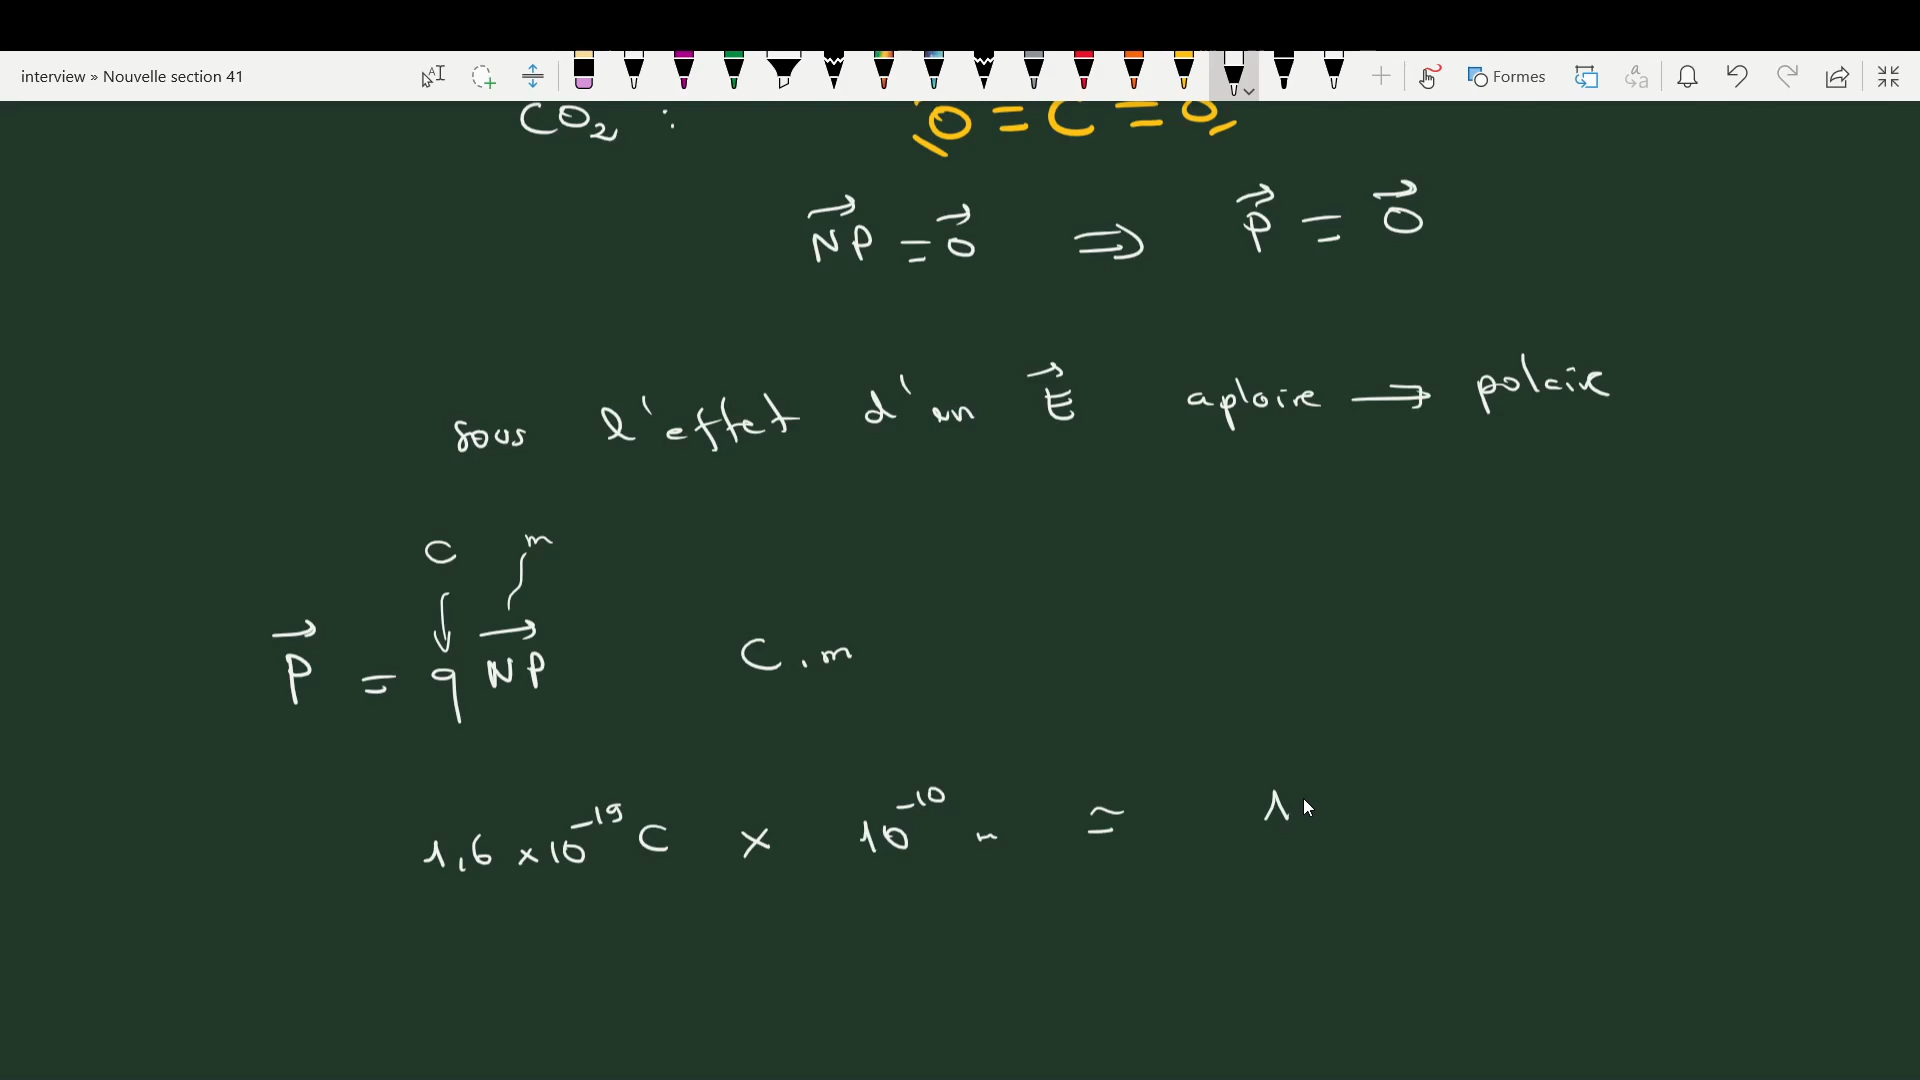 interview » Nouvelle section 41
Formes
CO₂ : O = C = O
NP⃗ = 0⃗ ⇒ P⃗ = 0⃗
sous l'effet d'un E⃗ aploire → polaire
C m
P⃗ = q NP⃗ C.m
1,6 × 10⁻¹⁹ C × 10⁻¹⁰ m ≃ 1